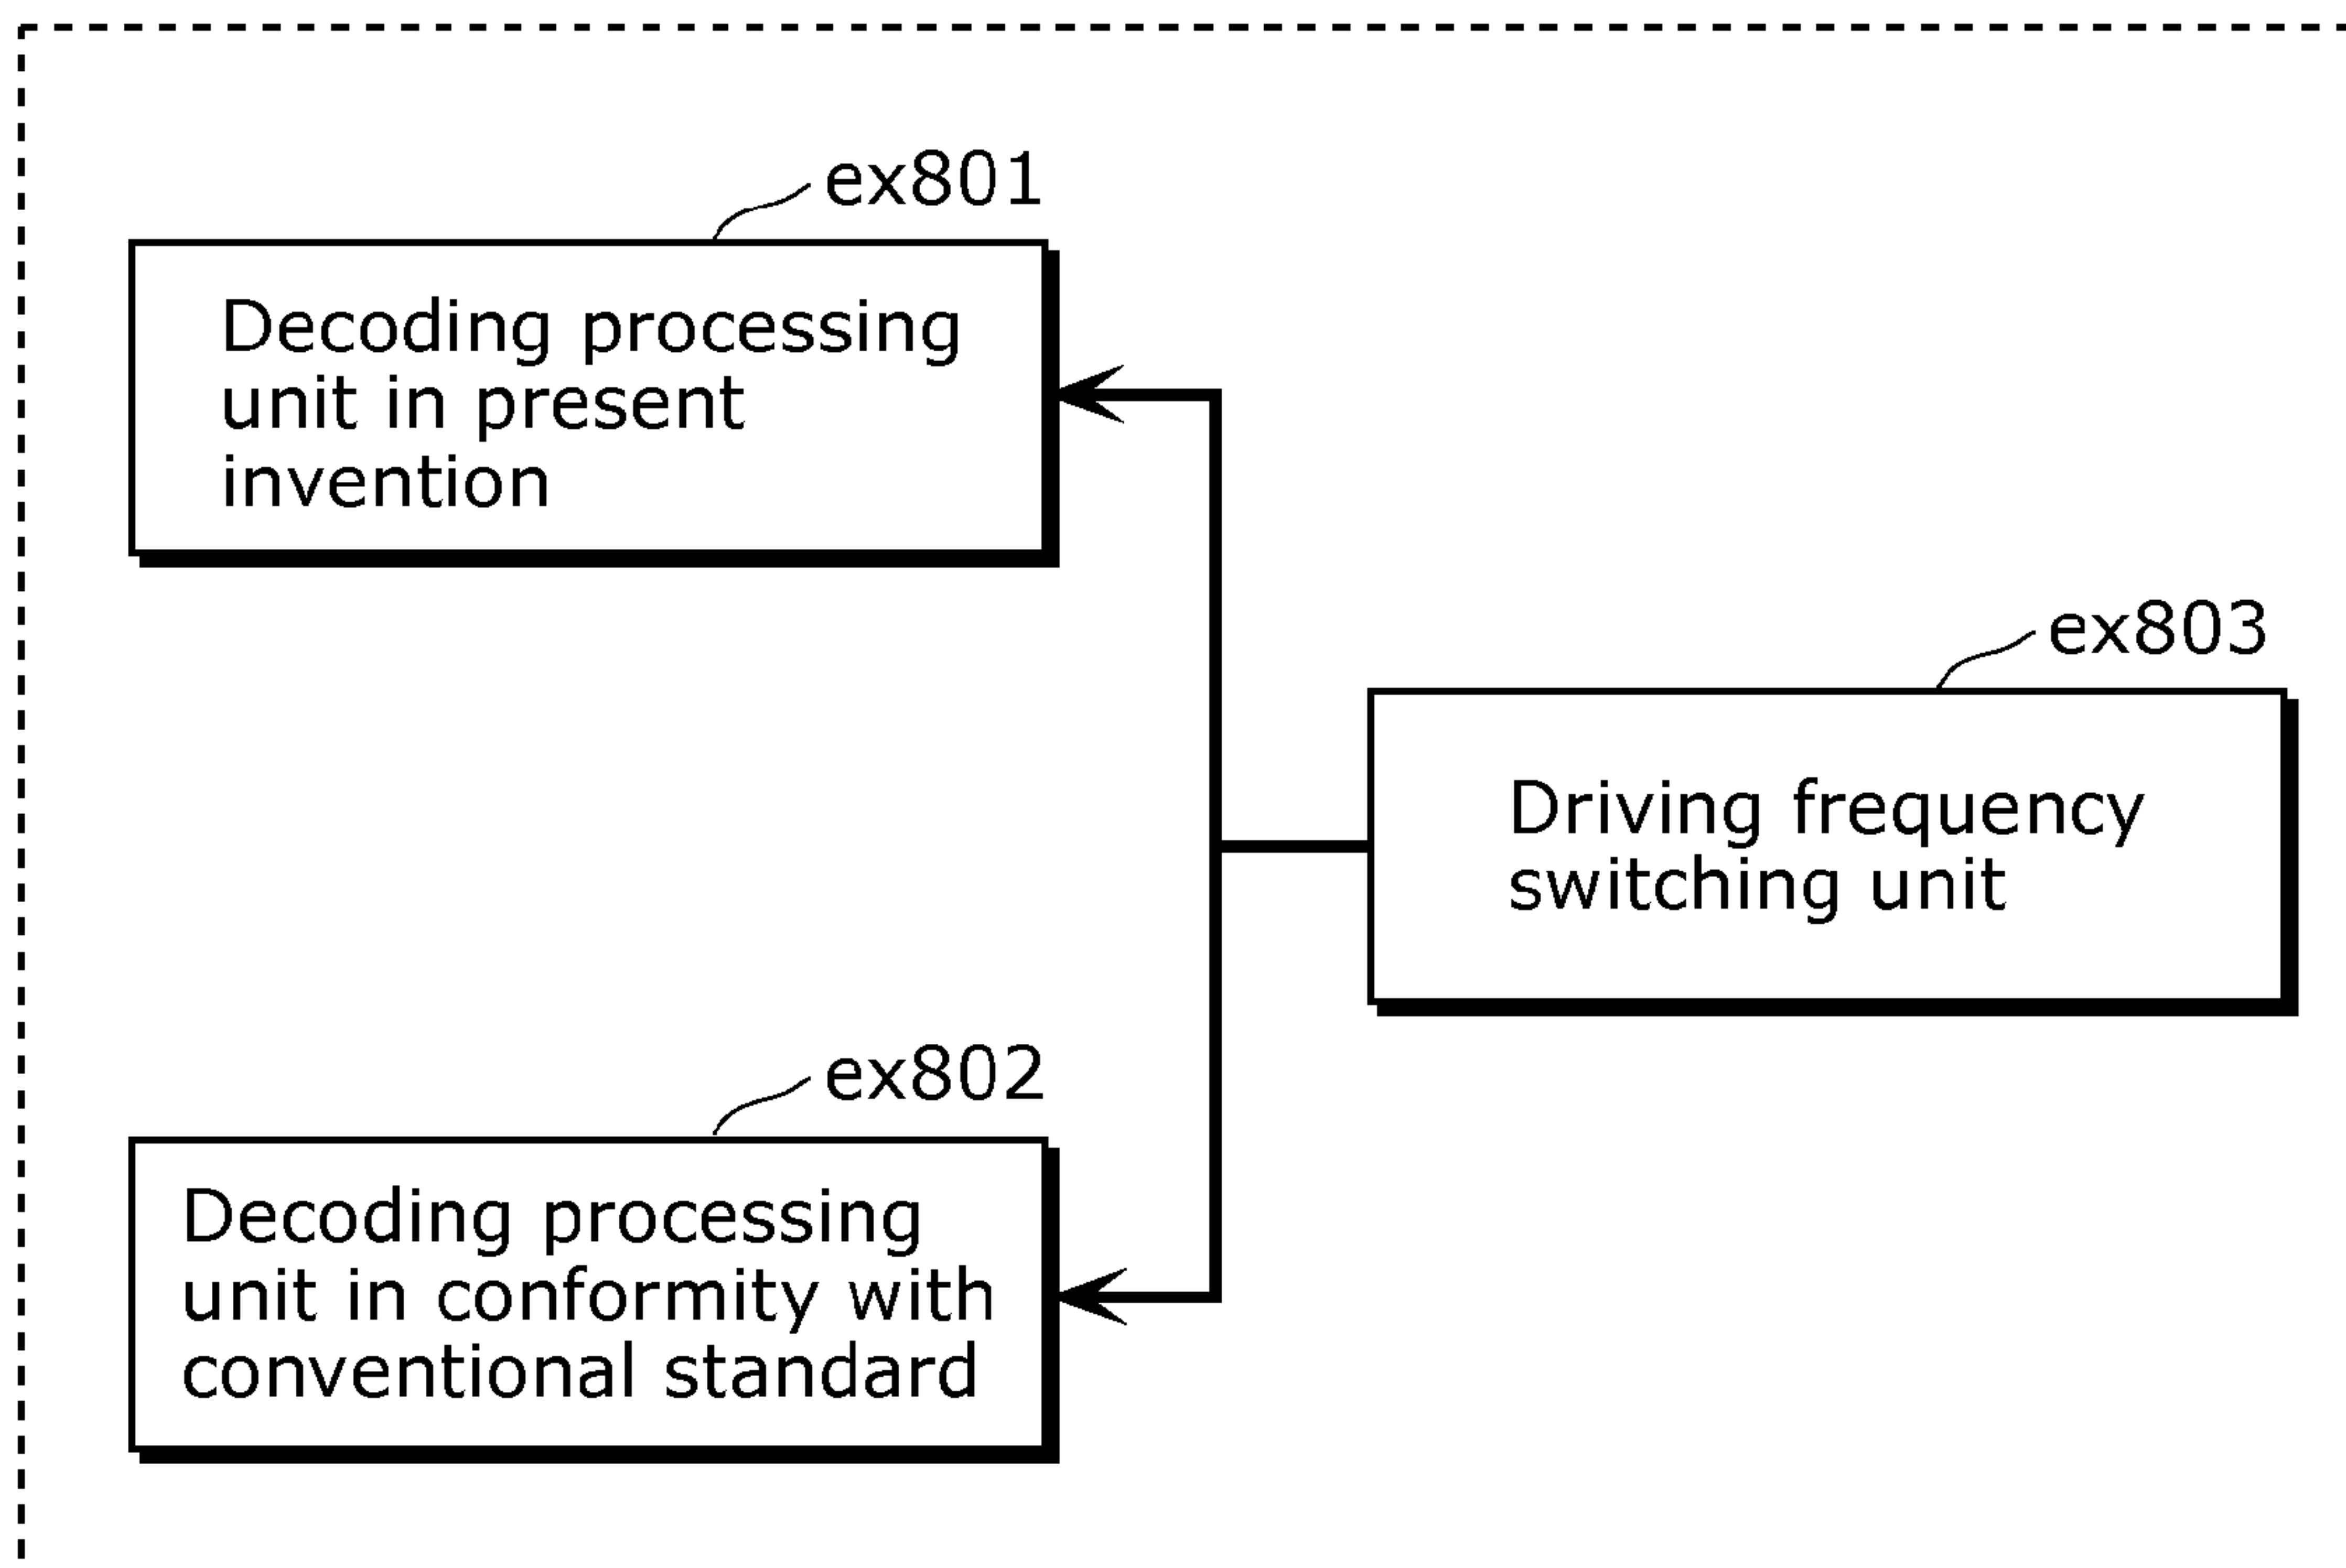 ex801
Decoding processing
unit in present
invention
ex803
Driving frequency
switching unit
ex802
Decoding processing
unit in conformity with
conventional standard